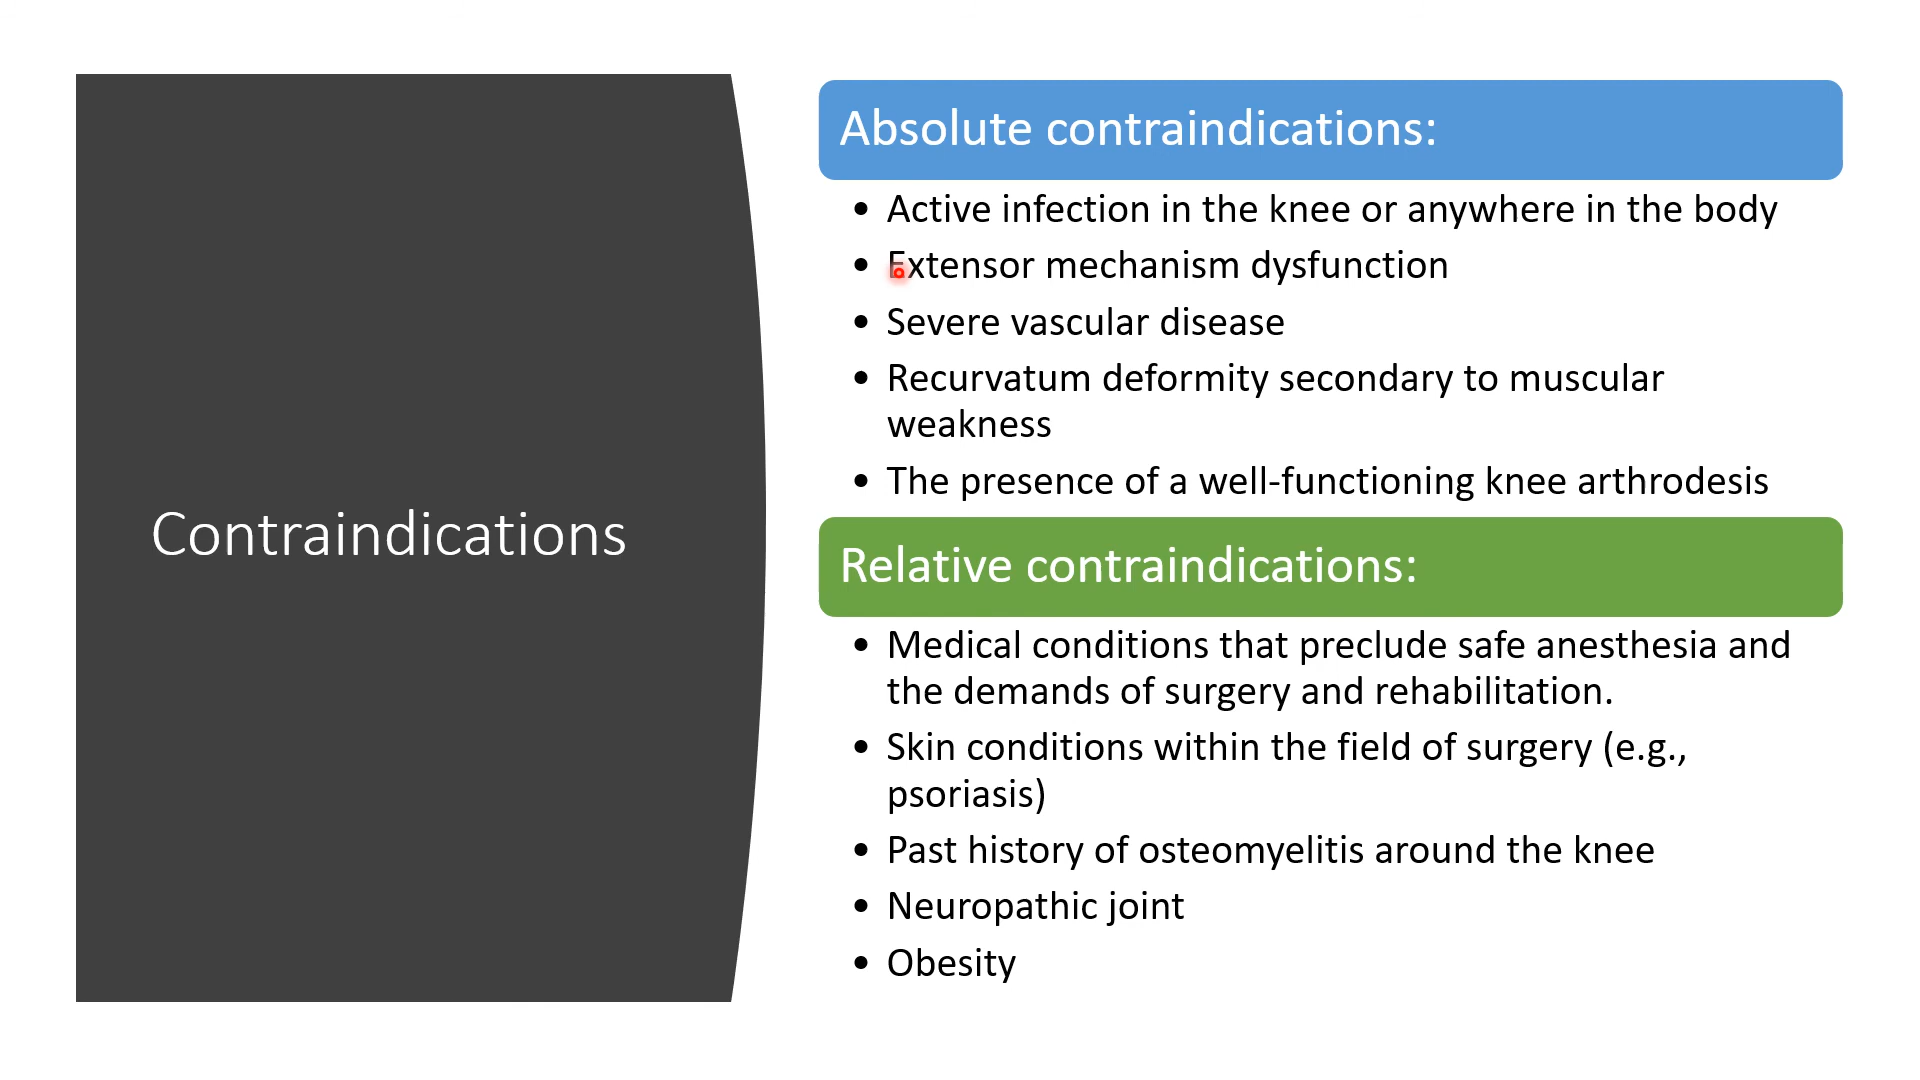 Contraindications
Absolute contraindications:
• Active infection in the knee or anywhere in the body
• Extensor mechanism dysfunction
• Severe vascular disease
• Recurvatum deformity secondary to muscular
weakness
• The presence of a well-functioning knee arthrodesis
Relative contraindications:
• Medical conditions that preclude safe anesthesia and
the demands of surgery and rehabilitation.
• Skin conditions within the field of surgery (e.g.,
psoriasis)
• Past history of osteomyelitis around the knee
• Neuropathic joint
• Obesity